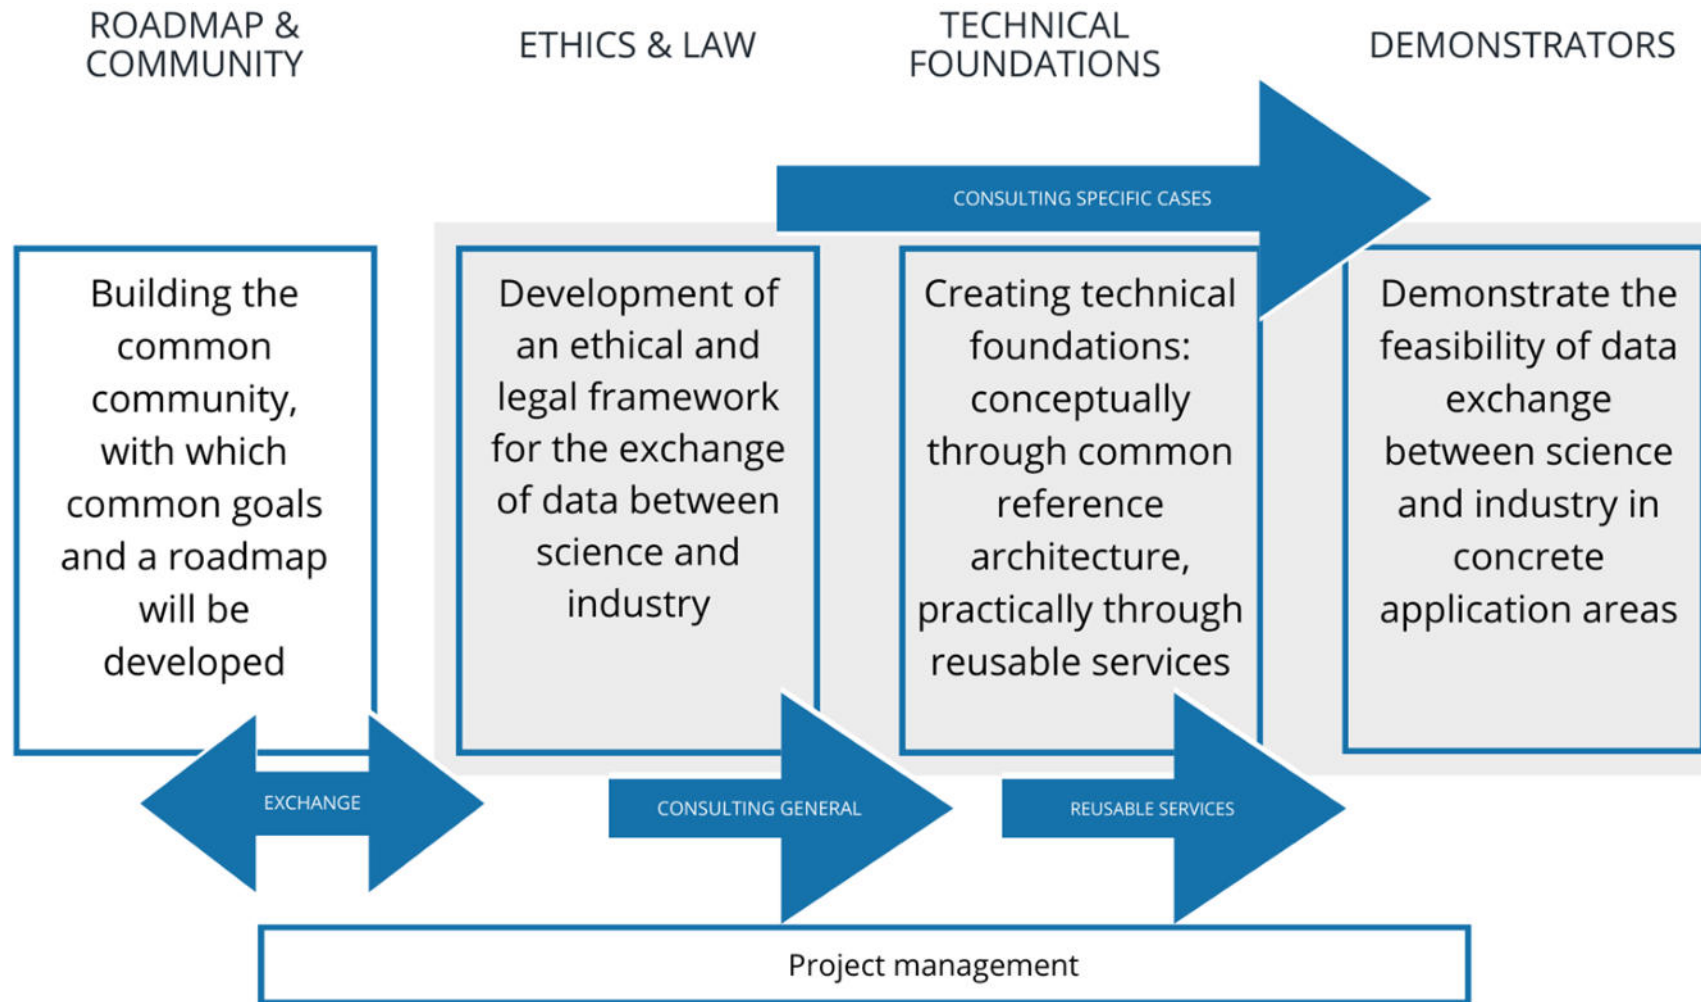 ROADMAP &
COMMUNITY
ETHICS & LAW
TECHNICAL
FOUNDATIONS
DEMONSTRATORS
CONSULTING SPECIFIC CASES
Building the
common
community,
with which
common goals
and a roadmap
will be
developed
Development of
an ethical and
legal framework
for the exchange
of data between
science and
industry
Creating technical
foundations:
conceptually
through common
reference
architecture,
practically through
reusable services
Demonstrate the
feasibility of data
exchange
between science
and industry in
concrete
application areas
EXCHANGE
CONSULTING GENERAL
REUSABLE SERVICES
Project management